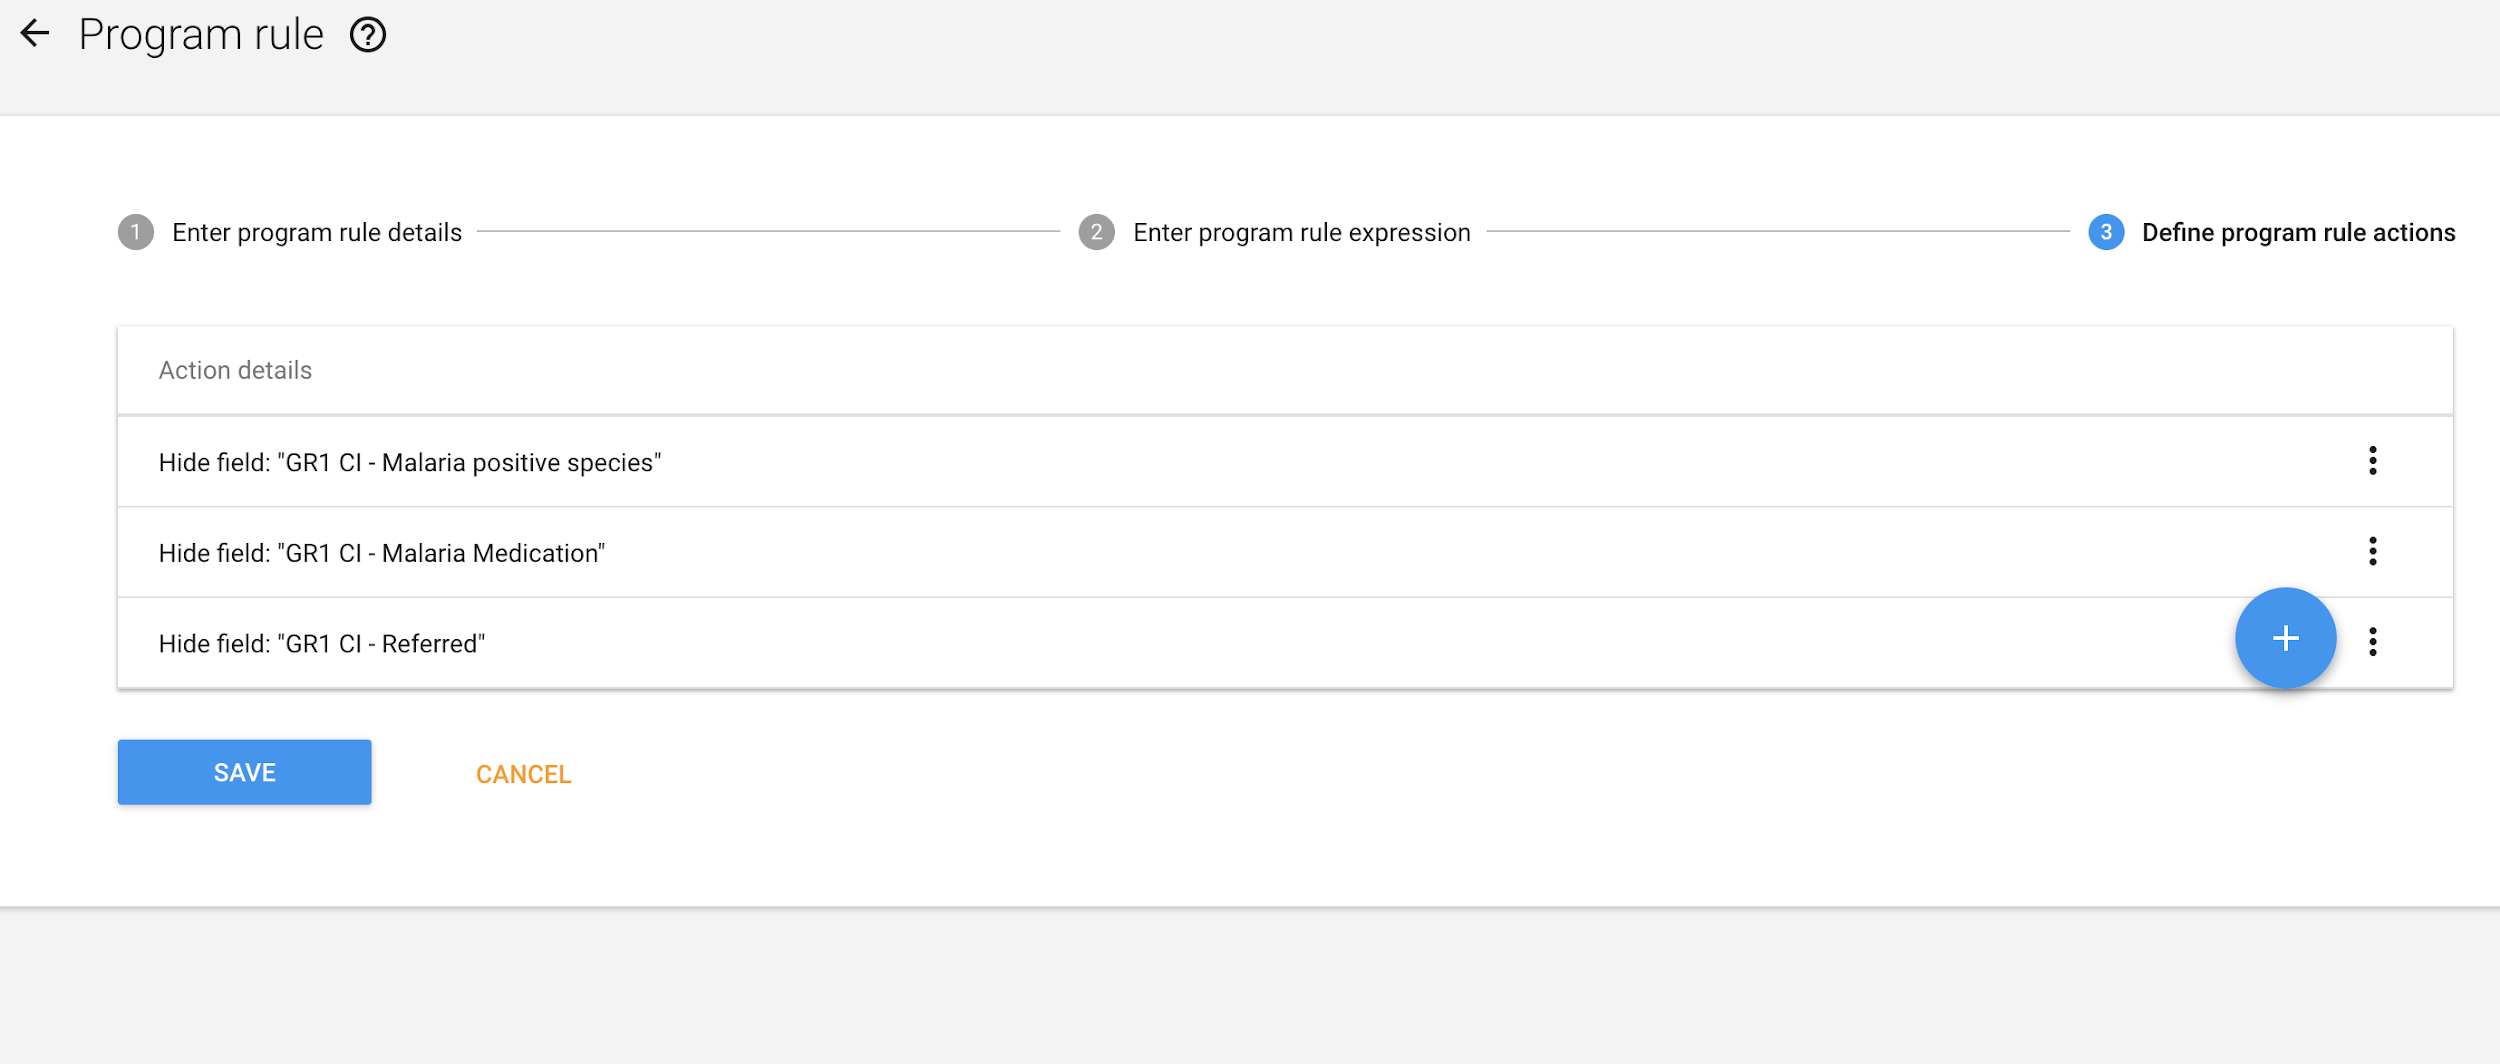 Program rule ?
1 Enter program rule details 2 Enter program rule expression 3 Define program rule actions
Action details
Hide field: "GR1 CI - Malaria positive species"
Hide field: "GR1 CI - Malaria Medication"
Hide field: "GR1 CI - Referred"
+
SAVE CANCEL